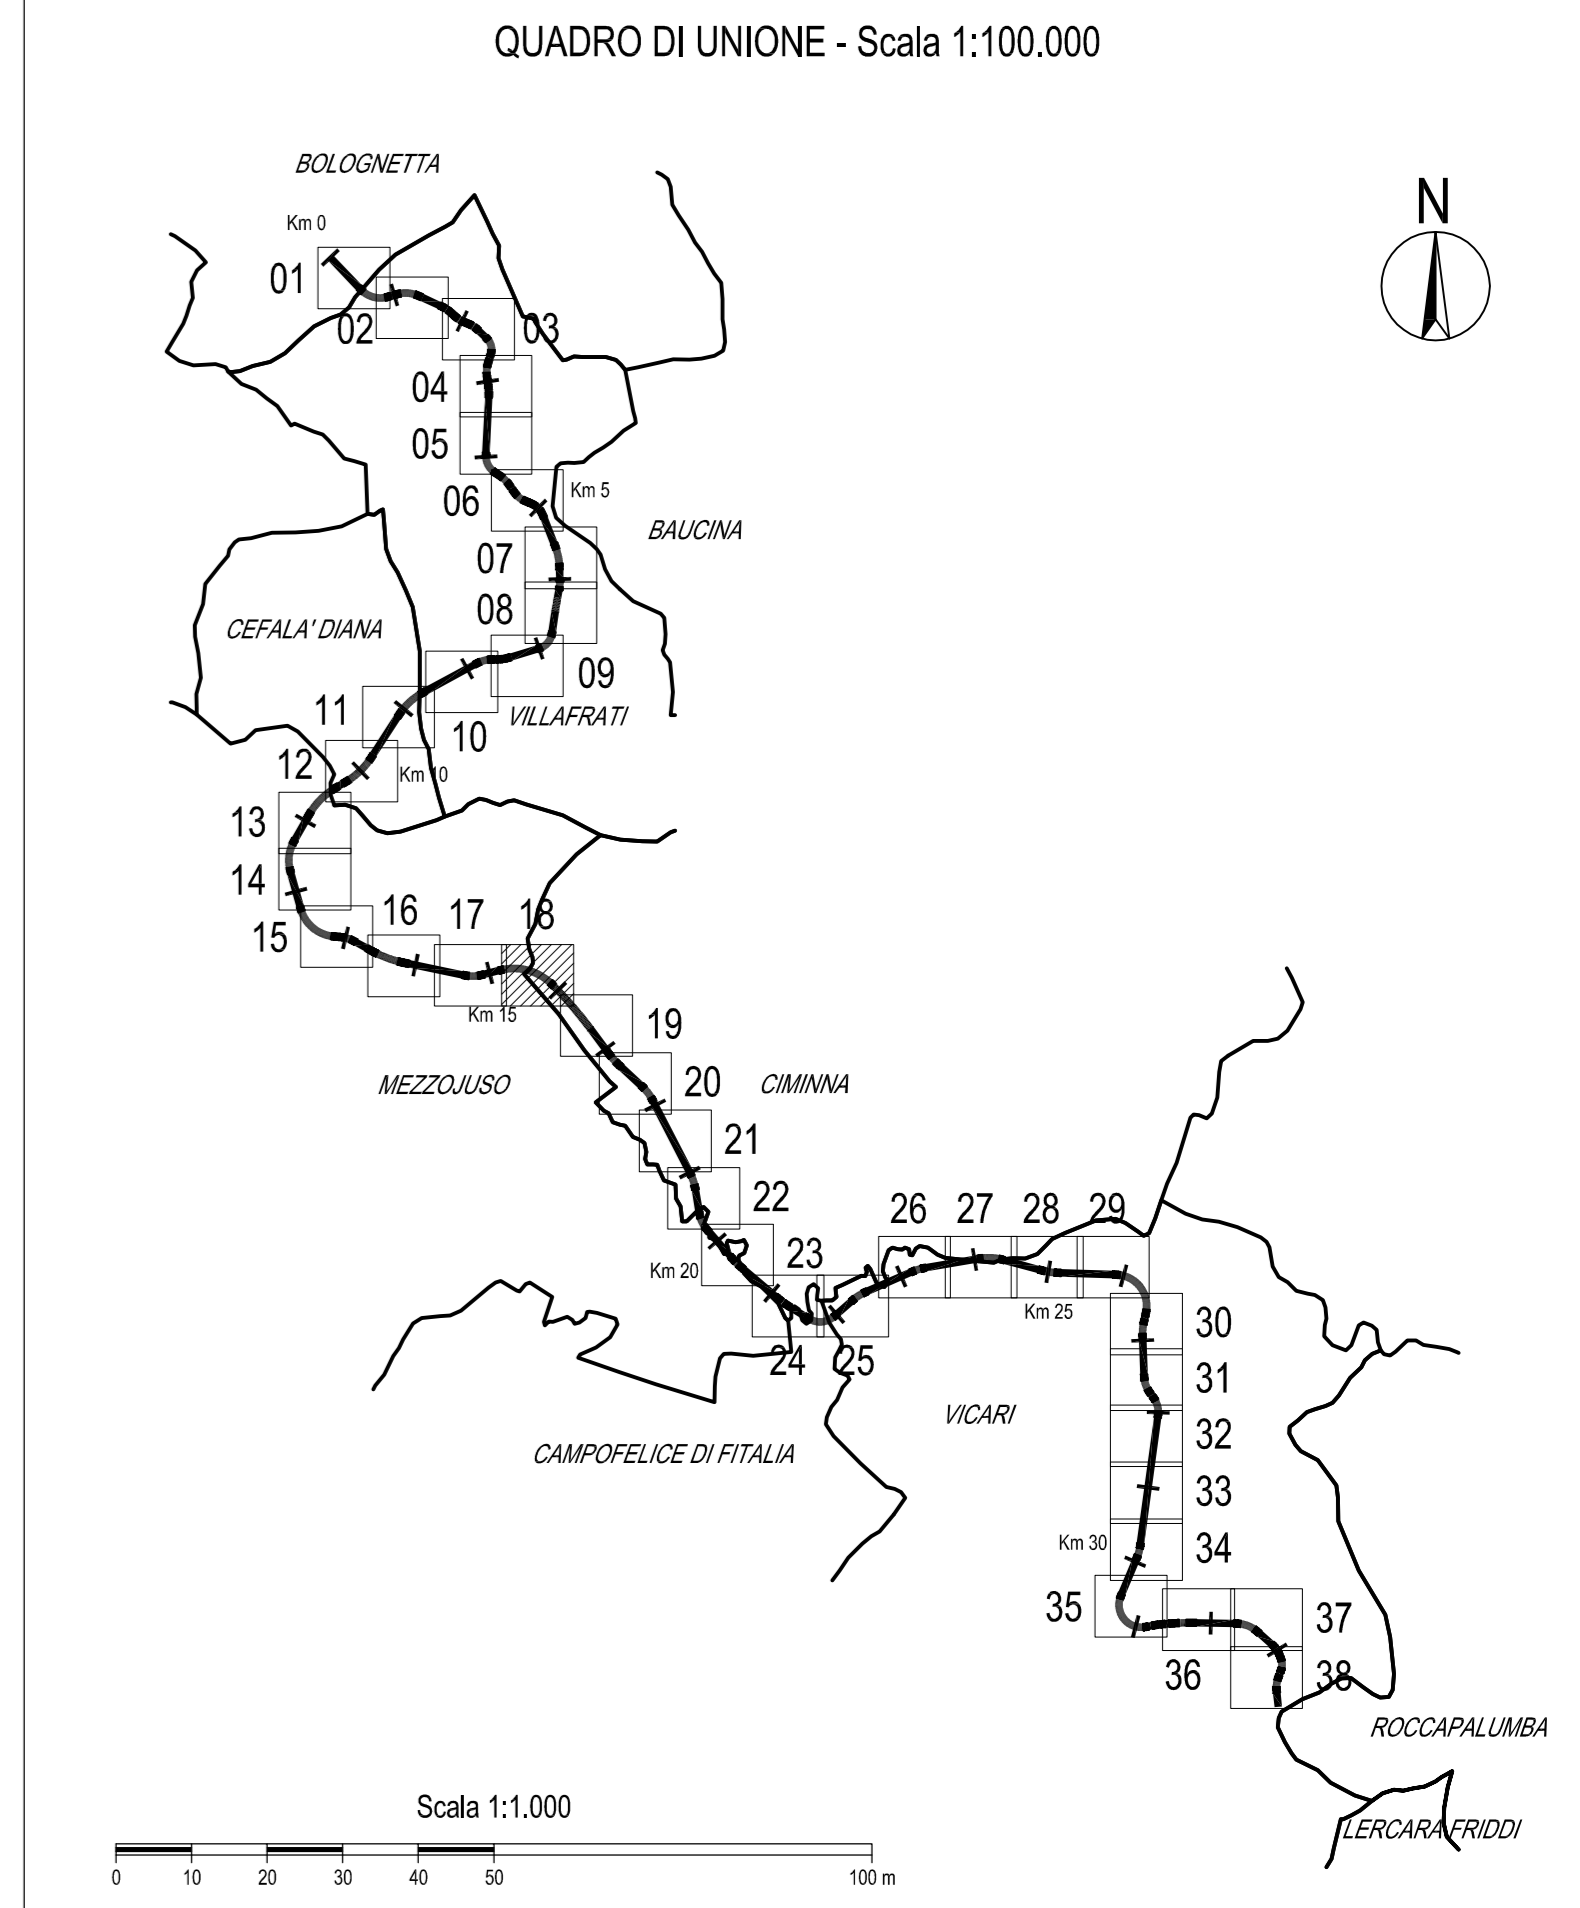 QUADRO DI UNIONE - Scala 1:100.000
BOLOGNETTA
N
Km 0
01
02
03
04
05
06
Km 5
BAUCINA
07
08
CEFALA' DIANA
09
VILLAFRATI
10
11
12
Km 10
13
14
15
16
17
18
Km 15
19
MEZZOJUSO
20
CIMINNA
21
22
Km 20
23
24
25
26
27
28
29
Km 25
30
31
VICARI
32
CAMPOFELICE DI FITALIA
33
Km 30
34
35
36
37
38
ROCCAPALUMBA
LERCARA FRIDDI
Scala 1:1.000
0 10 20 30 40 50 100 m